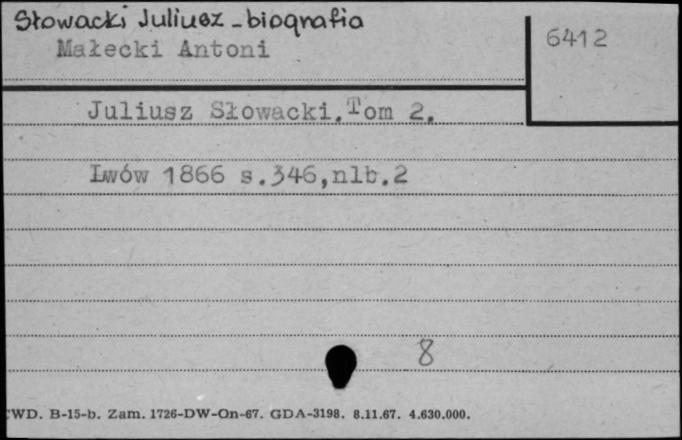 Słowacki Juliusz - biografia
Małecki Antoni
6412
Juliusz Słowacki. Tom 2.
Lwów 1866 s.346,nlb.2
8
WD. B-15-b. Zam. 1726-DW-On-67. GDA-3198. 8.11.67. 4.630.000.